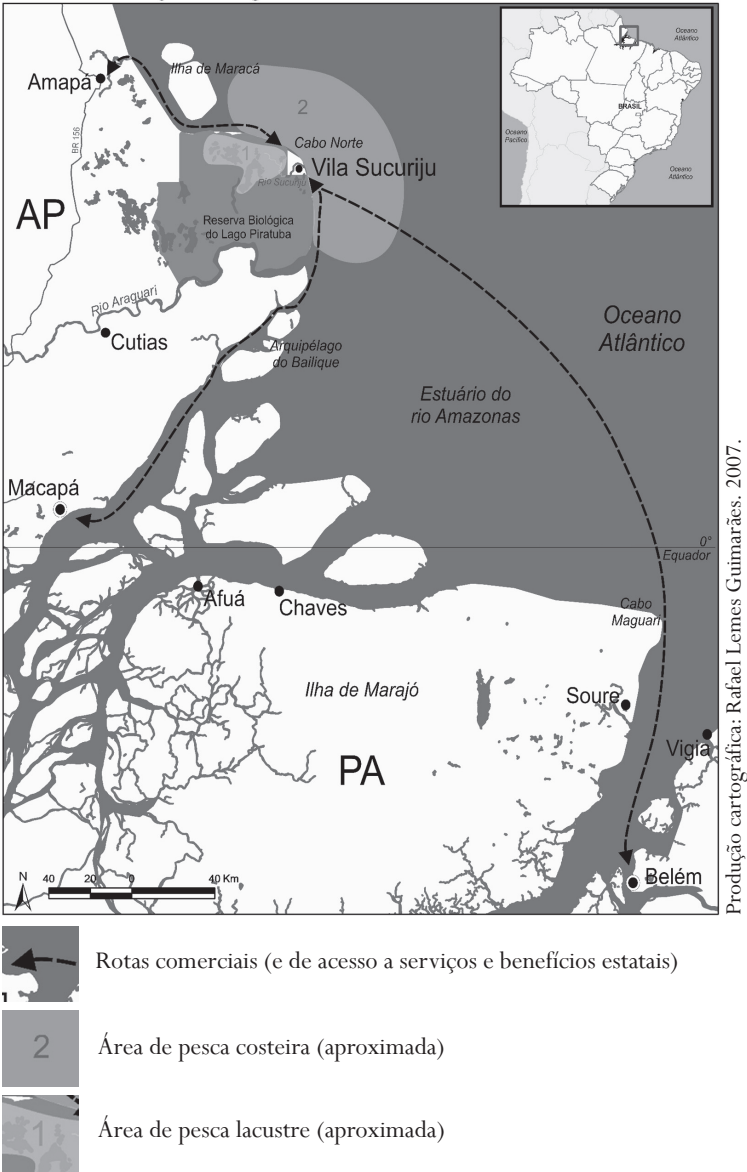 Oceano
Atlântico
BRASIL
Oceano
Pacífico
Oceano
Atlântico
Ilha de Maracá
Amapá
2
Cabo Norte
1
Vila Sucuriju
BR 156
Rio Sucuriju
AP
Reserva Biológica
do Lago Piratuba
Rio Araguari
Cutias
Arquipélago
do Bailique
Oceano
Atlântico
Estuário do
rio Amazonas
Macapá
0°
Equador
Afuá
Chaves
Cabo
Maguari
Ilha de Marajó
Soure
Vigia
PA
Belém
N
40 20 0 40 Km
Produção cartográfica: Rafael Lemes Guimarães. 2007.
1
Rotas comerciais (e de acesso a serviços e benefícios estatais)
2
Área de pesca costeira (aproximada)
1
Área de pesca lacustre (aproximada)